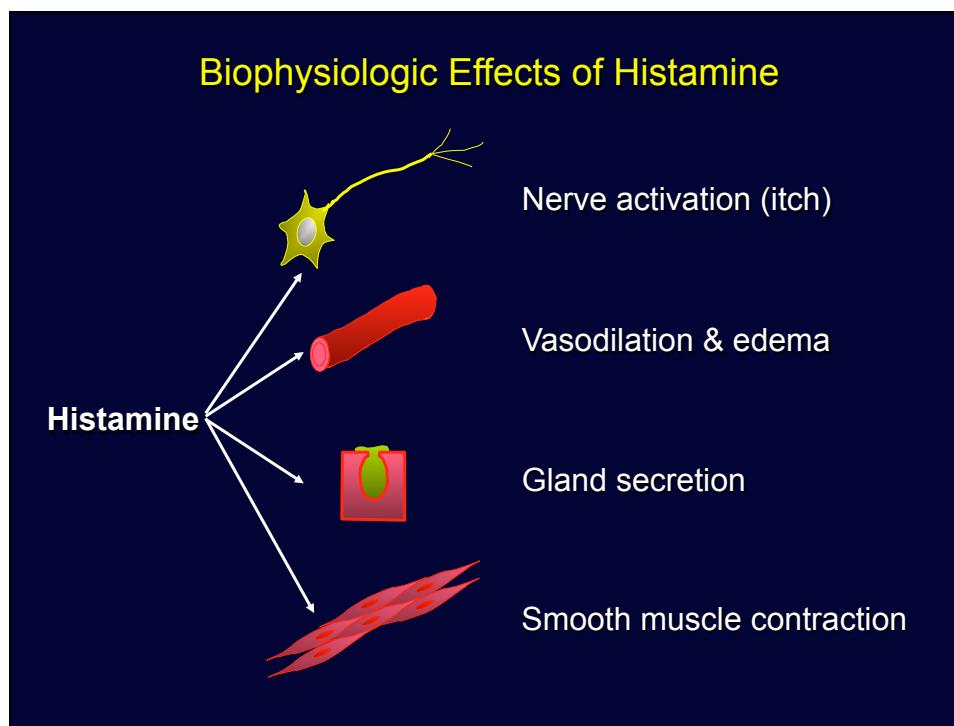 Biophysiologic Effects of Histamine
Nerve activation (itch)
Vasodilation & edema
Histamine
Gland secretion
Smooth muscle contraction